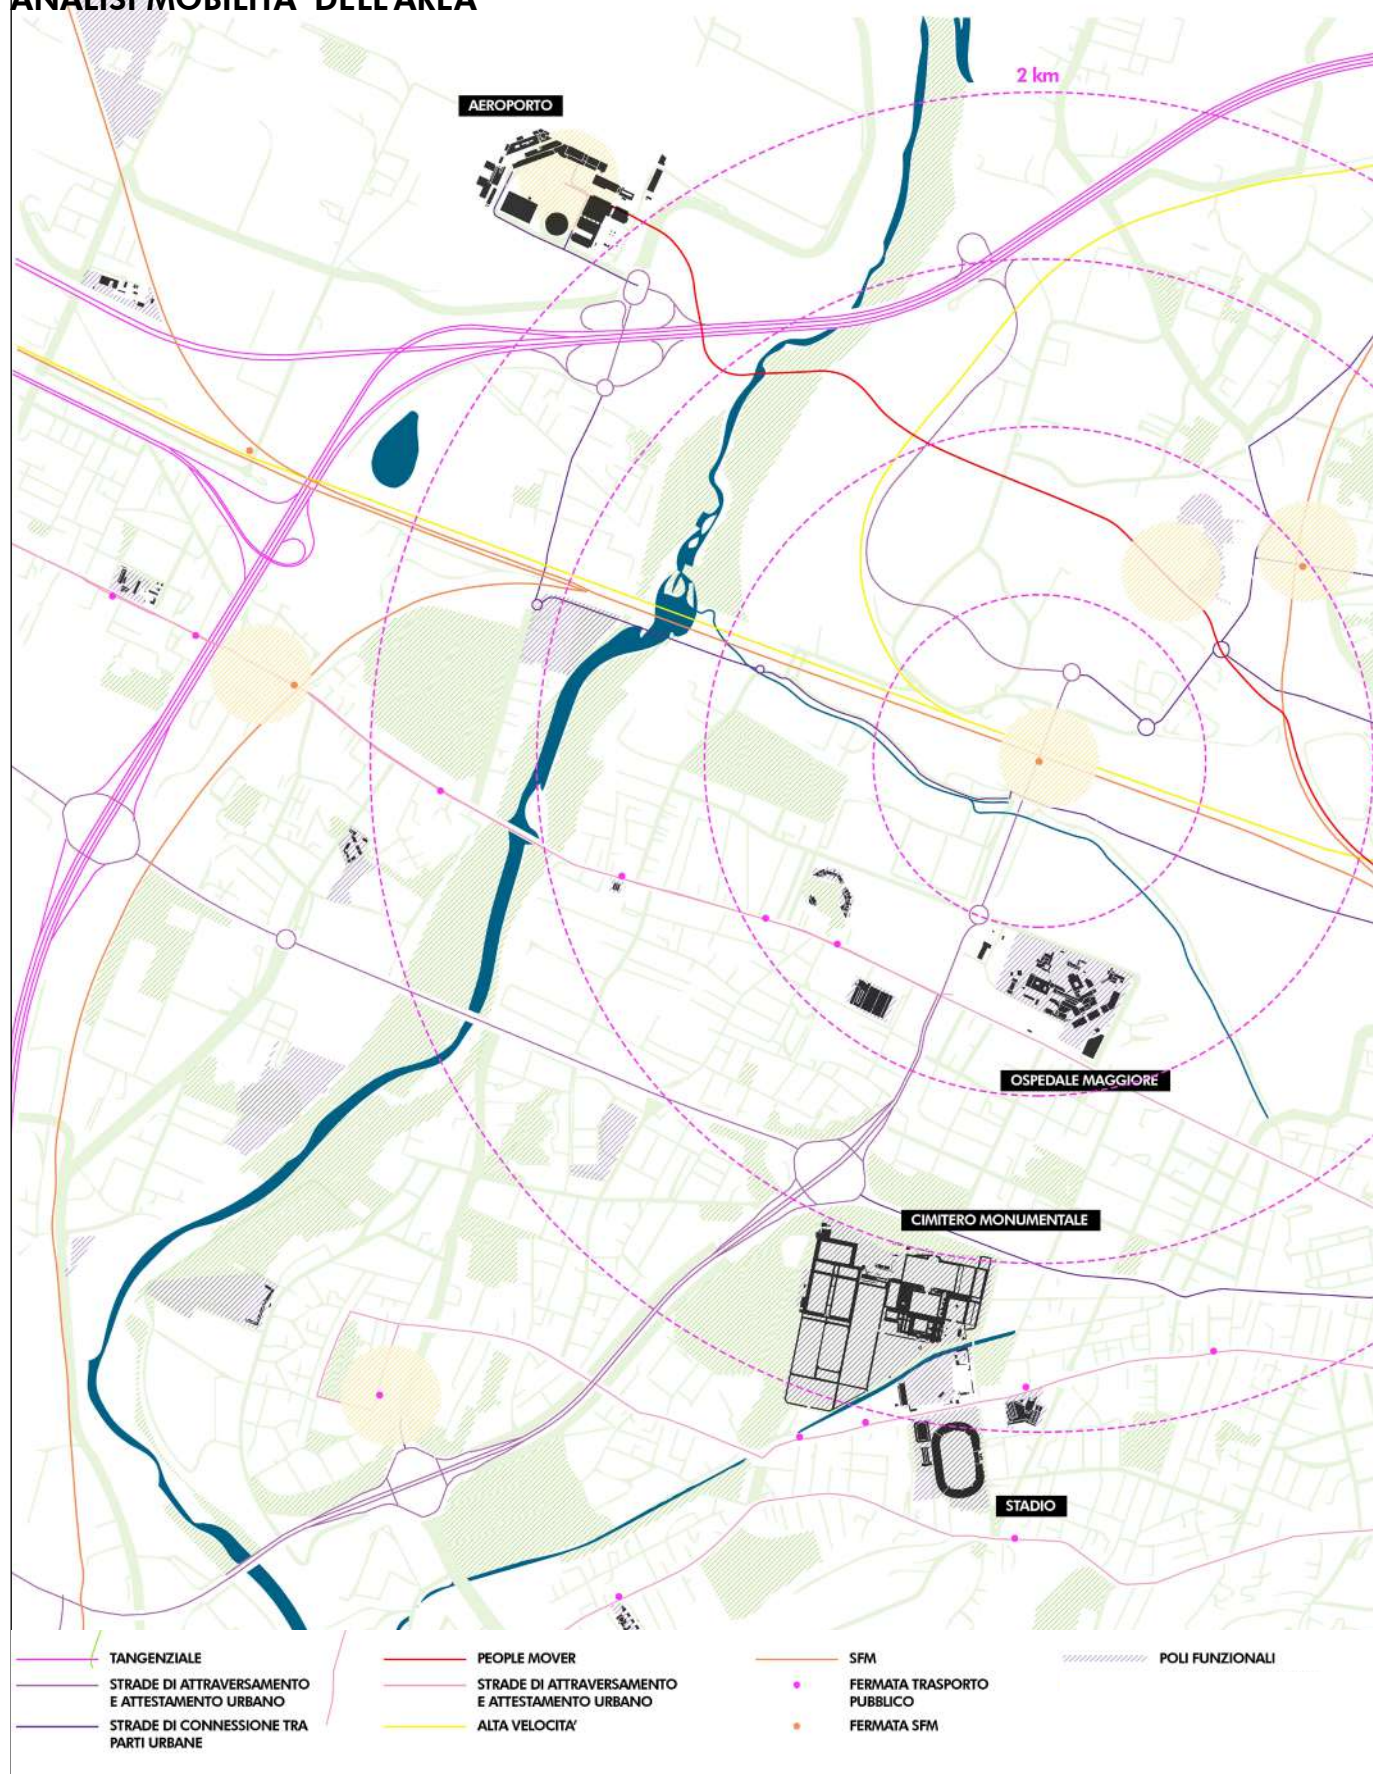 ANALISI MOBILITA' DELL'AREA
2 km
AEROPORTO
OSPEDALE MAGGIORE
CIMITERO MONUMENTALE
STADIO
TANGENZIALE
STRADE DI ATTRAVERSAMENTO
E ATTESTAMENTO URBANO
STRADE DI CONNESSIONE TRA
PARTI URBANE
PEOPLE MOVER
STRADE DI ATTRAVERSAMENTO
E ATTESTAMENTO URBANO
ALTA VELOCITA'
SFM
FERMATA TRASPORTO
PUBBLICO
FERMATA SFM
POLI FUNZIONALI